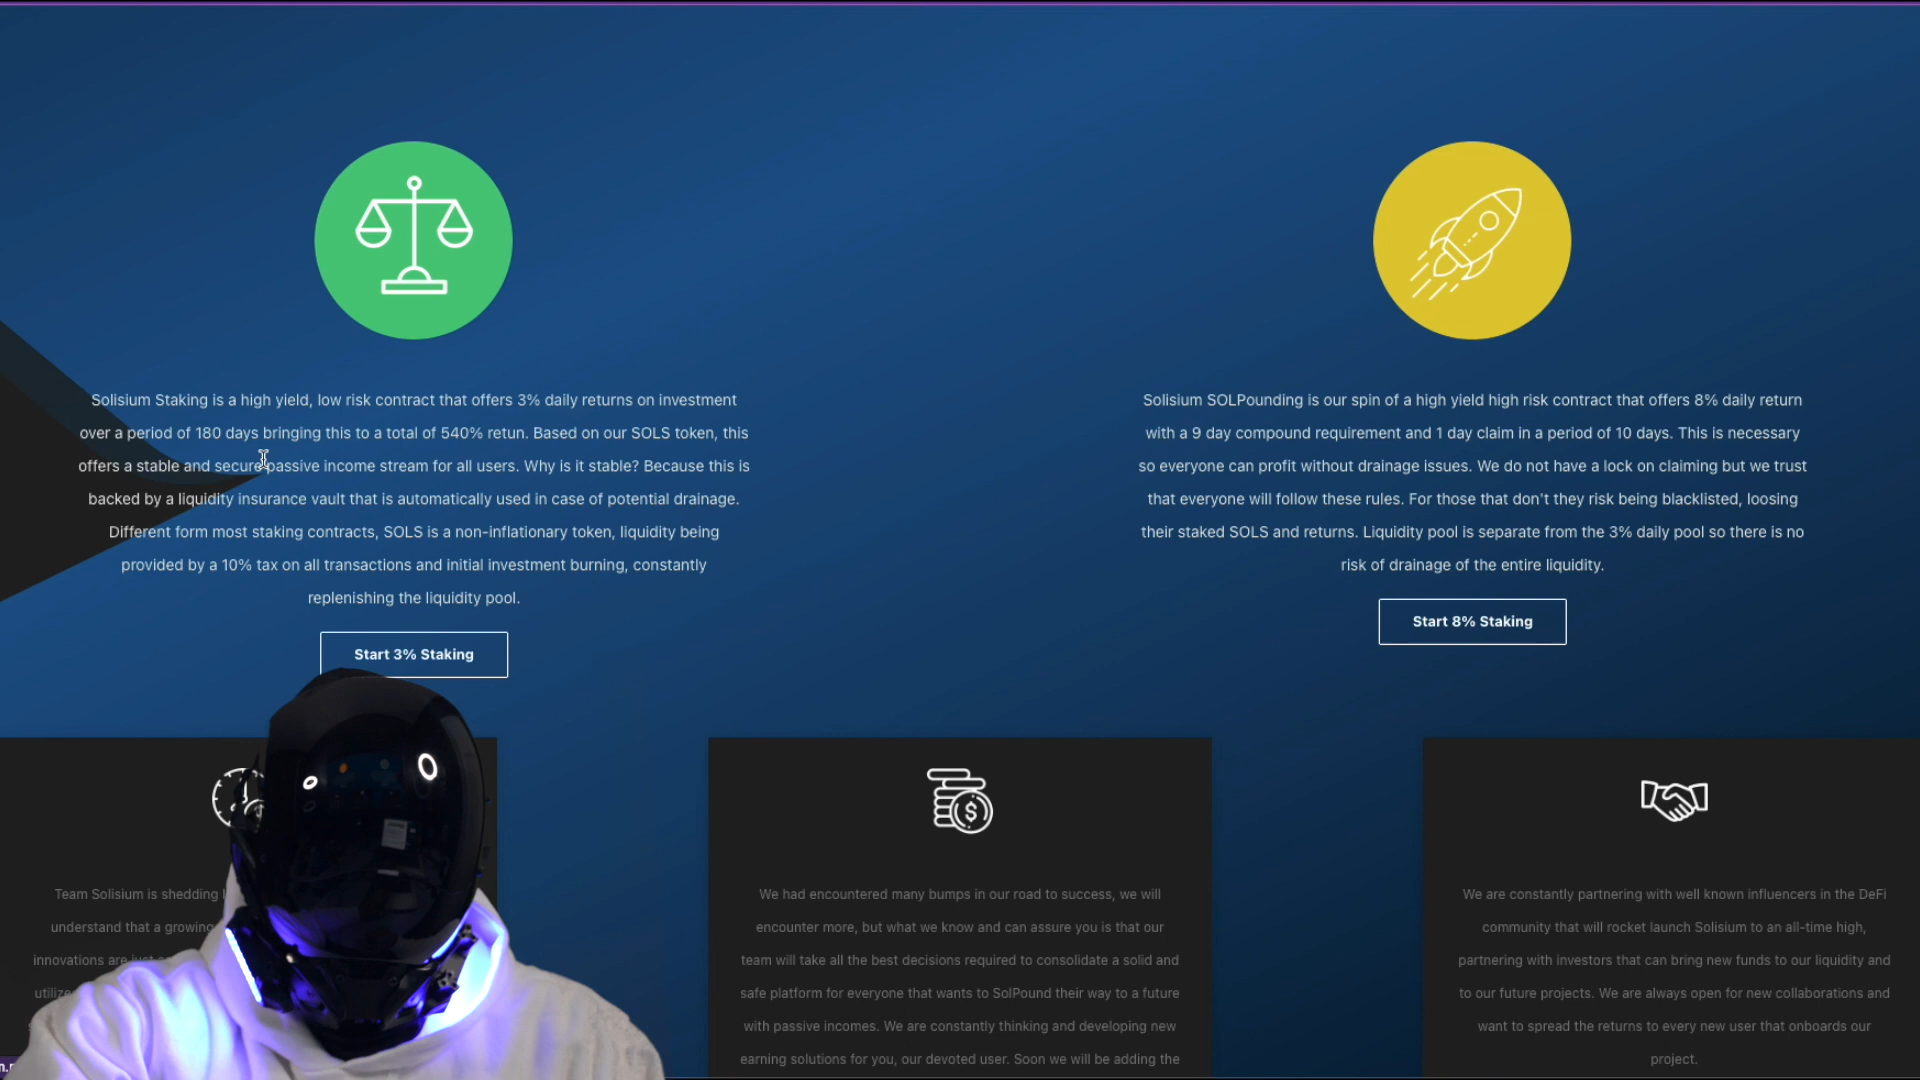 Solisium Staking is a high yield, low risk contract that offers 3% daily returns on investment
over a period of 180 days bringing this to a total of 540% retun. Based on our SOLS token, this
offers a stable and secure passive income stream for all users. Why is it stable? Because this is
backed by a liquidity insurance vault that is automatically used in case of potential drainage.
Different form most staking contracts, SOLS is a non-inflationary token, liquidity being
provided by a 10% tax on all transactions and initial investment burning, constantly
replenishing the liquidity pool.
Start 3% Staking
Solisium SOLPounding is our spin of a high yield high risk contract that offers 8% daily return
with a 9 day compound requirement and 1 day claim in a period of 10 days. This is necessary
so everyone can profit without drainage issues. We do not have a lock on claiming but we trust
that everyone will follow these rules. For those that don't they risk being blacklisted, loosing
their staked SOLS and returns. Liquidity pool is separate from the 3% daily pool so there is no
risk of drainage of the entire liquidity.
Start 8% Staking
Team Solisium is shedding
understand that a growing
innovations are just
We had encountered many bumps in our road to success, we will
encounter more, but what we know and can assure you is that our
team will take all the best decisions required to consolidate a solid and
safe platform for everyone that wants to SolPound their way to a future
with passive incomes. We are constantly thinking and developing new
earning solutions for you, our devoted user. Soon we will be adding the
We are constantly partnering with well known influencers in the DeFi
community that will rocket launch Solisium to an all-time high,
partnering with investors that can bring new funds to our liquidity and
to our future projects. We are always open for new collaborations and
want to spread the returns to every new user that onboards our
project.